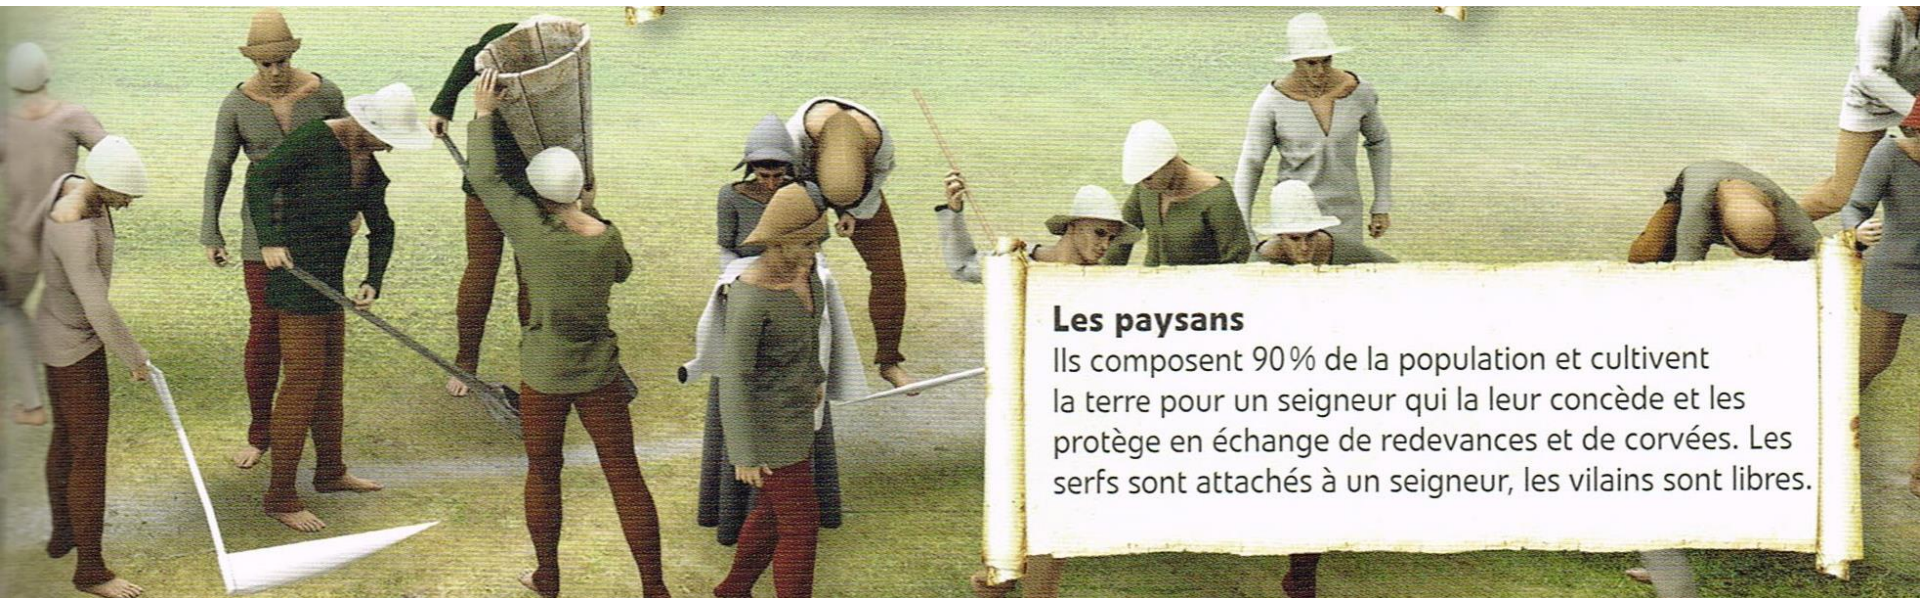 Les paysans
Ils composent 90 % de la population et cultivent
la terre pour un seigneur qui la leur concède et les
protège en échange de redevances et de corvées. Les
serfs sont attachés à un seigneur, les vilains sont libres.